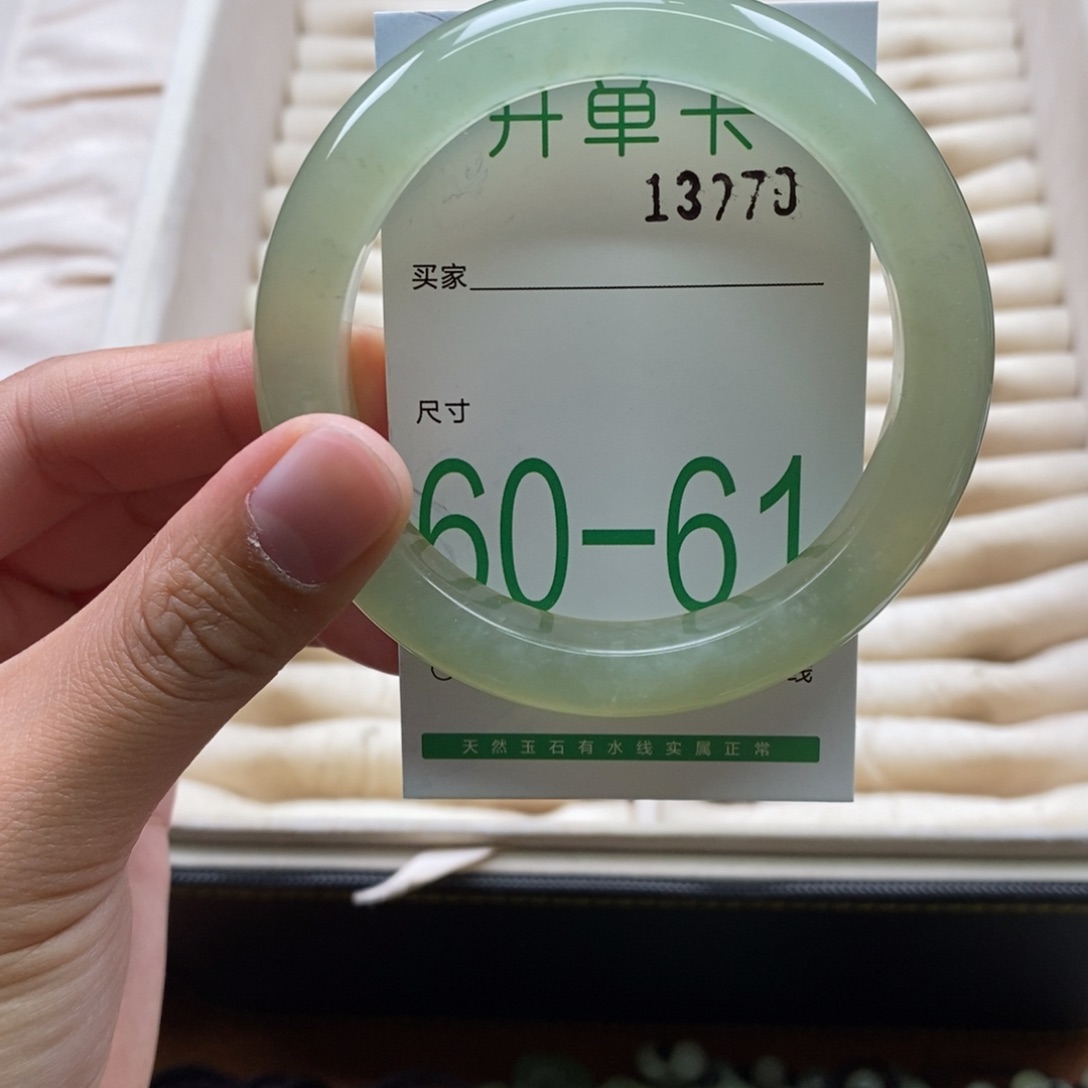 开单卡
买家
尺寸
60-61
线
天然玉石有水线实属正常